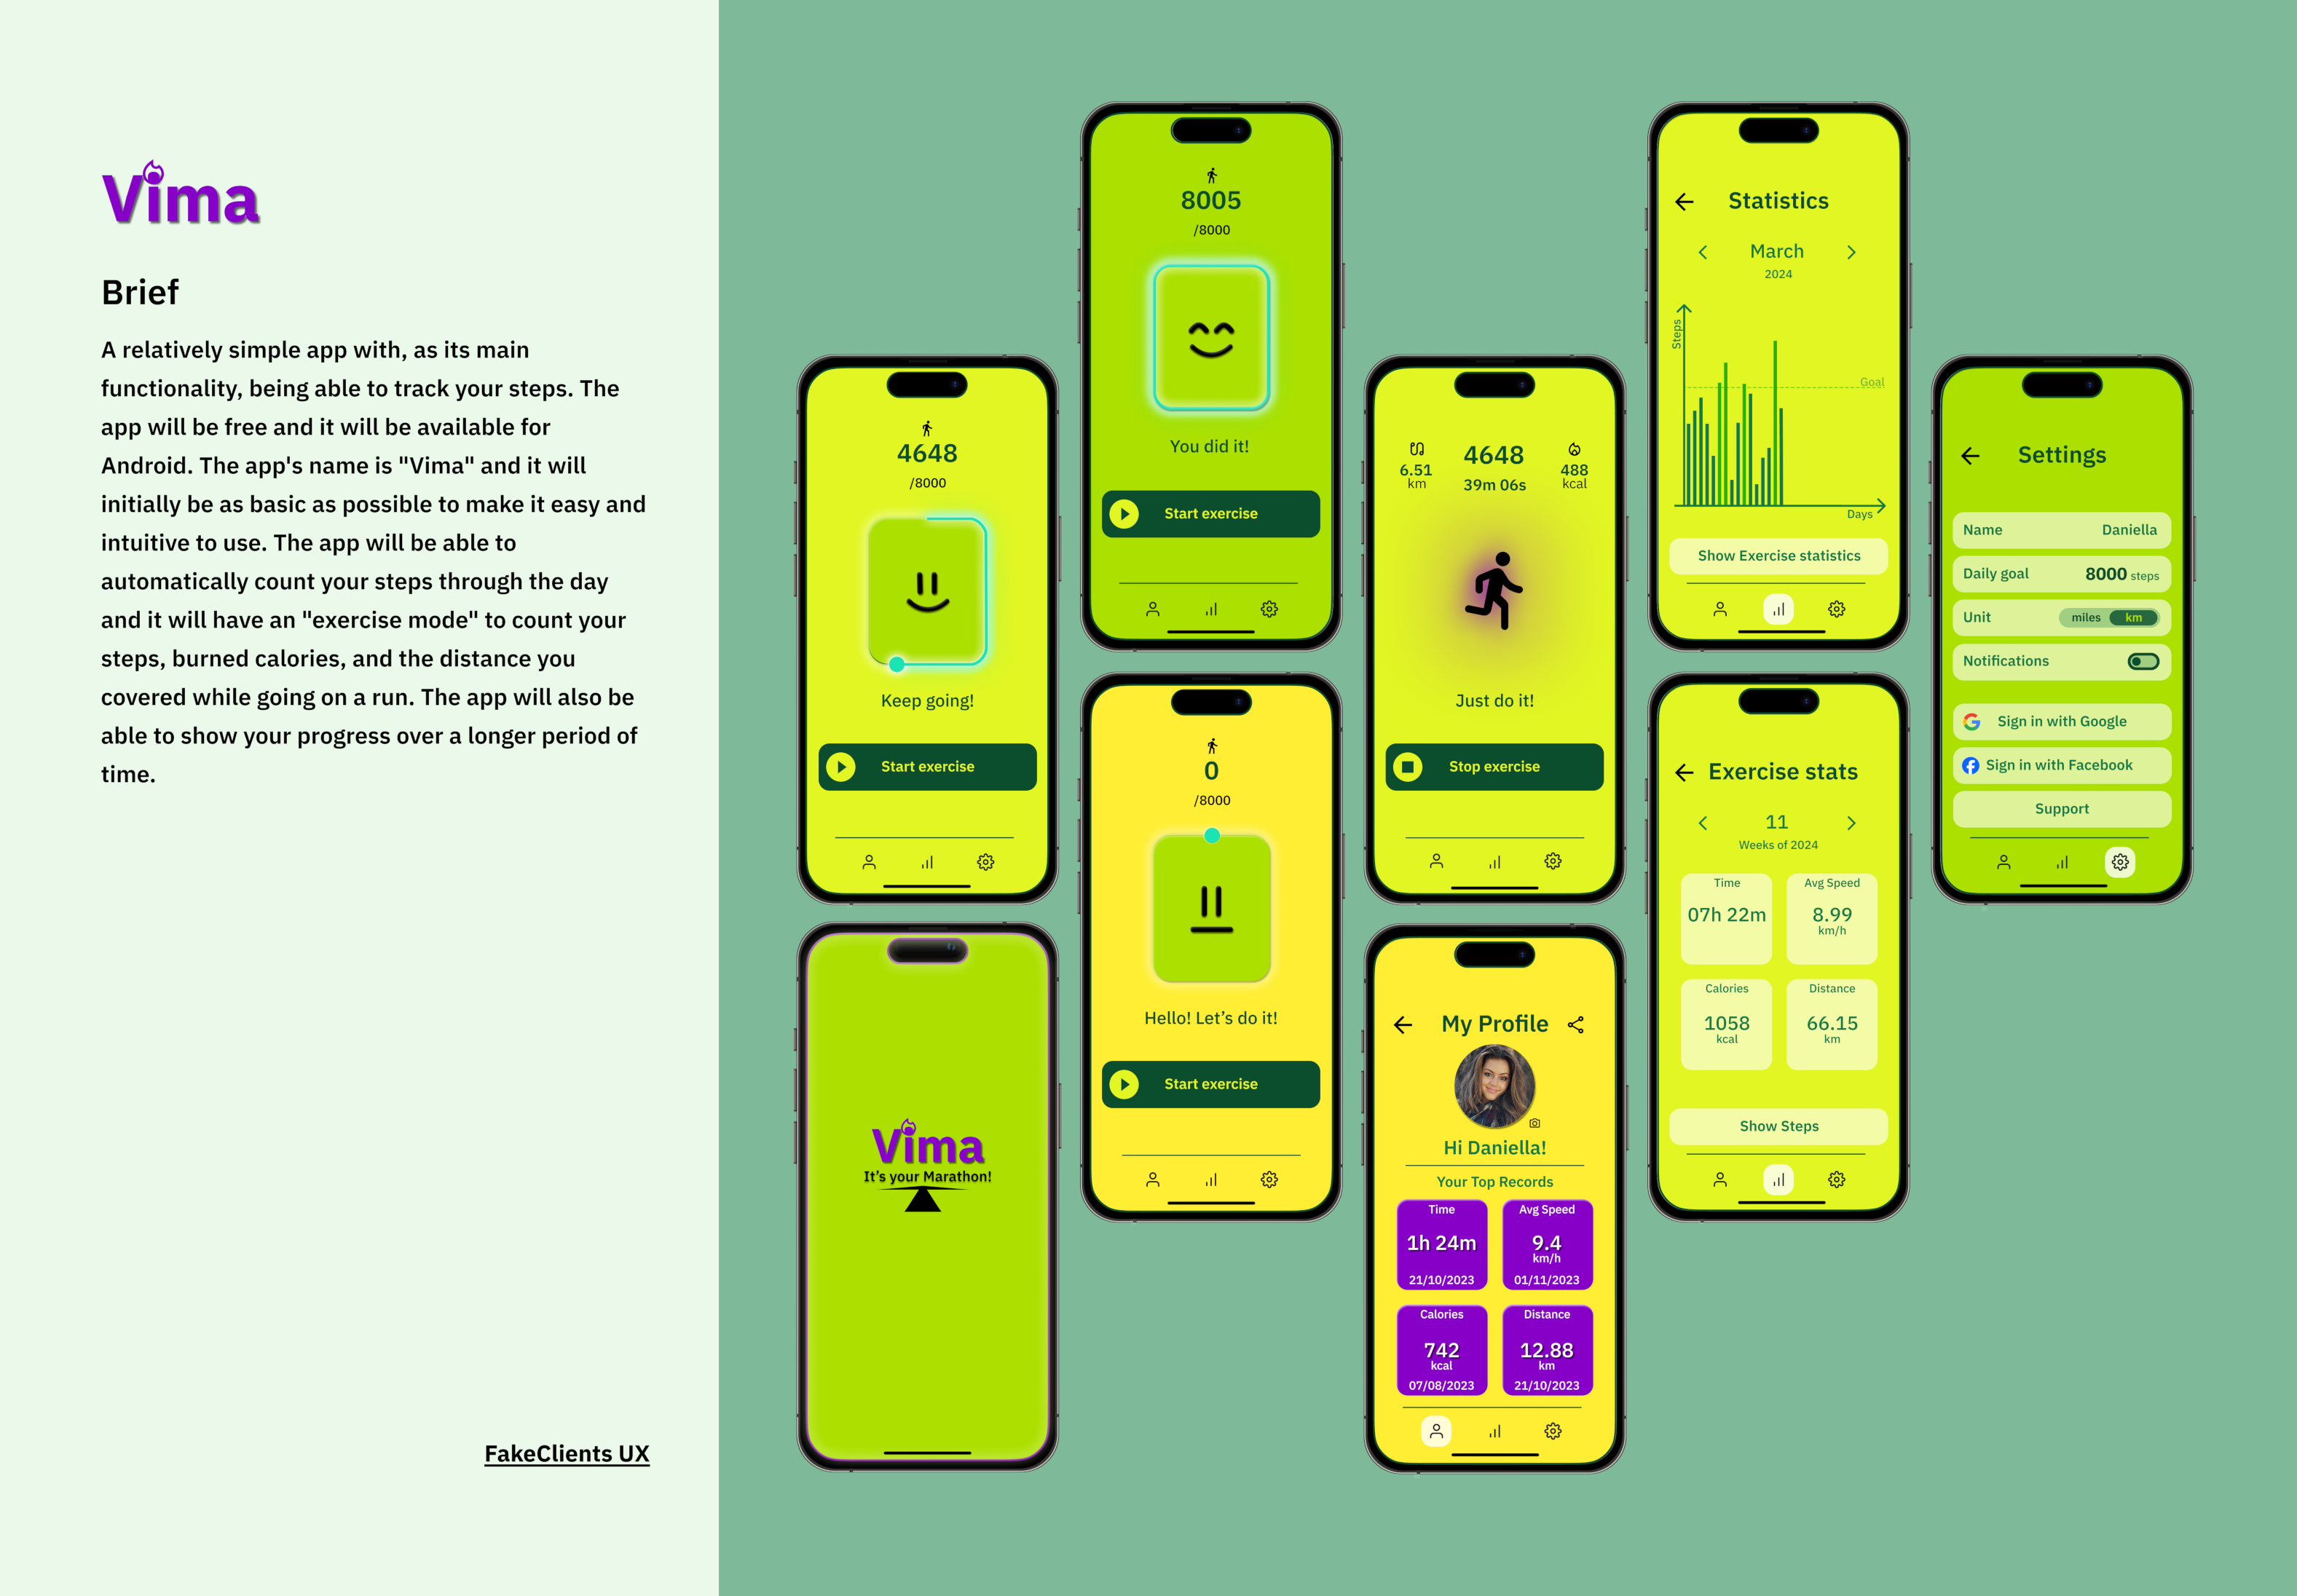 Vima
Brief
A relatively simple app with, as its main
functionality, being able to track your steps. The
app will be free and it will be available for
Android. The app's name is "Vima" and it will
initially be as basic as possible to make it easy and
intuitive to use. The app will be able to
automatically count your steps through the day
and it will have an "exercise mode" to count your
steps, burned calories, and the distance you
covered while going on a run. The app will also be
able to show your progress over a longer period of
time.
FakeClients UX
4648
/8000
Keep going!
Start exercise
Vima
It's your Marathon!
8005
/8000
You did it!
Start exercise
0
/8000
Hello! Let’s do it!
Start exercise
6.51
km
4648
39m 06s
488
kcal
Just do it!
Stop exercise
My Profile
Hi Daniella!
Your Top Records
Time
1h 24m
21/10/2023
Avg Speed
9.4
km/h
01/11/2023
Calories
742
kcal
07/08/2023
Distance
12.88
km
21/10/2023
Statistics
March
2024
Steps
Goal
Days
Show Exercise statistics
Exercise stats
11
Weeks of 2024
Time
07h 22m
Avg Speed
8.99
km/h
Calories
1058
kcal
Distance
66.15
km
Show Steps
Settings
Name Daniella
Daily goal 8000 steps
Unit miles km
Notifications
Sign in with Google
Sign in with Facebook
Support